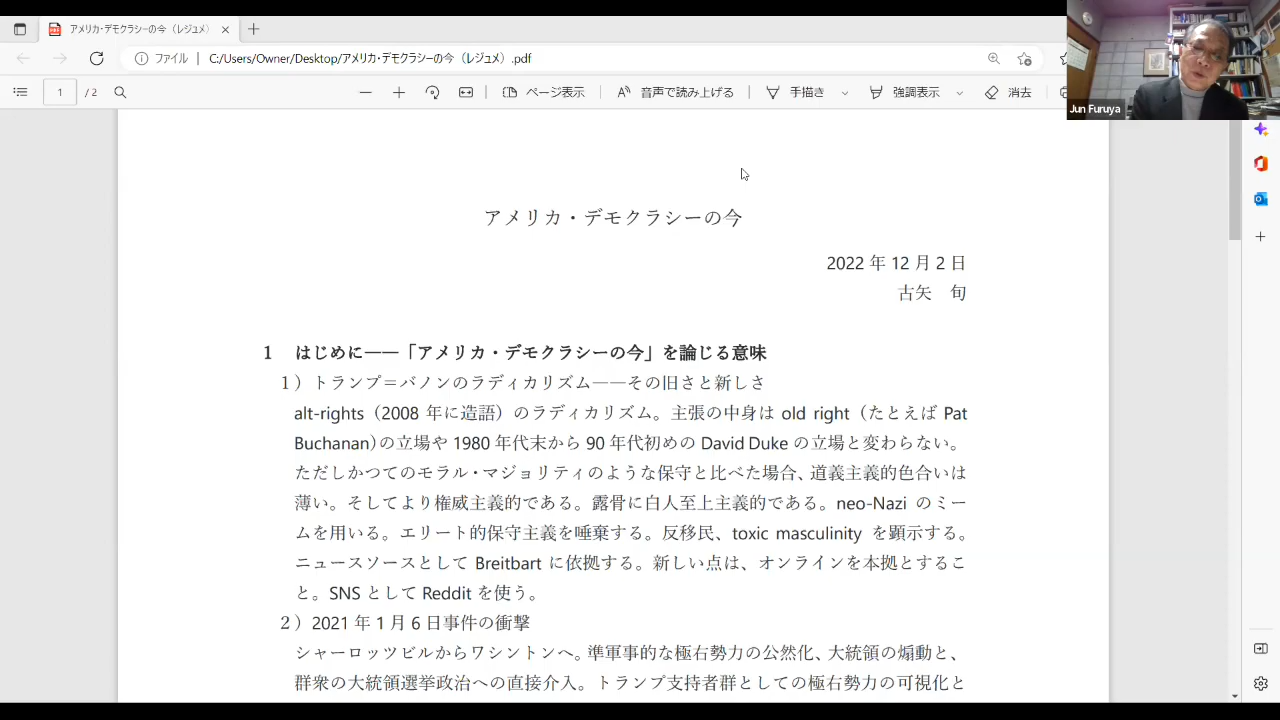 アメリカ・デモクラシーの今（レジュメ）
ファイル C:/Users/Owner/Desktop/アメリカ・デモクラシーの今（レジュメ）.pdf
1 / 2 ページ表示 音声で読み上げる 手描き 強調表示 消去
Jun Furuya
アメリカ・デモクラシーの今
2022 年 12 月 2 日
古矢　旬
1 はじめに――「アメリカ・デモクラシーの今」を論じる意味
１）トランプ＝バノンのラディカリズム――その旧さと新しさ
alt-rights（2008 年に造語）のラディカリズム。主張の中身は old right（たとえば Pat
Buchanan)の立場や 1980 年代末から 90 年代初めの David Duke の立場と変わらない。
ただしかつてのモラル・マジョリティのような保守と比べた場合、道義主義的色合いは
薄い。そしてより権威主義的である。露骨に白人至上主義的である。neo-Nazi のミー
ムを用いる。エリート的保守主義を唾棄する。反移民、toxic masculinity を顕示する。
ニュースソースとして Breitbart に依拠する。新しい点は、オンラインを本拠とするこ
と。SNS として Reddit を使う。
２）2021 年 1 月 6 日事件の衝撃
シャーロッツビルからワシントンへ。準軍事的な極右勢力の公然化、大統領の煽動と、
群衆の大統領選挙政治への直接介入。トランプ支持者群としての極右勢力の可視化と